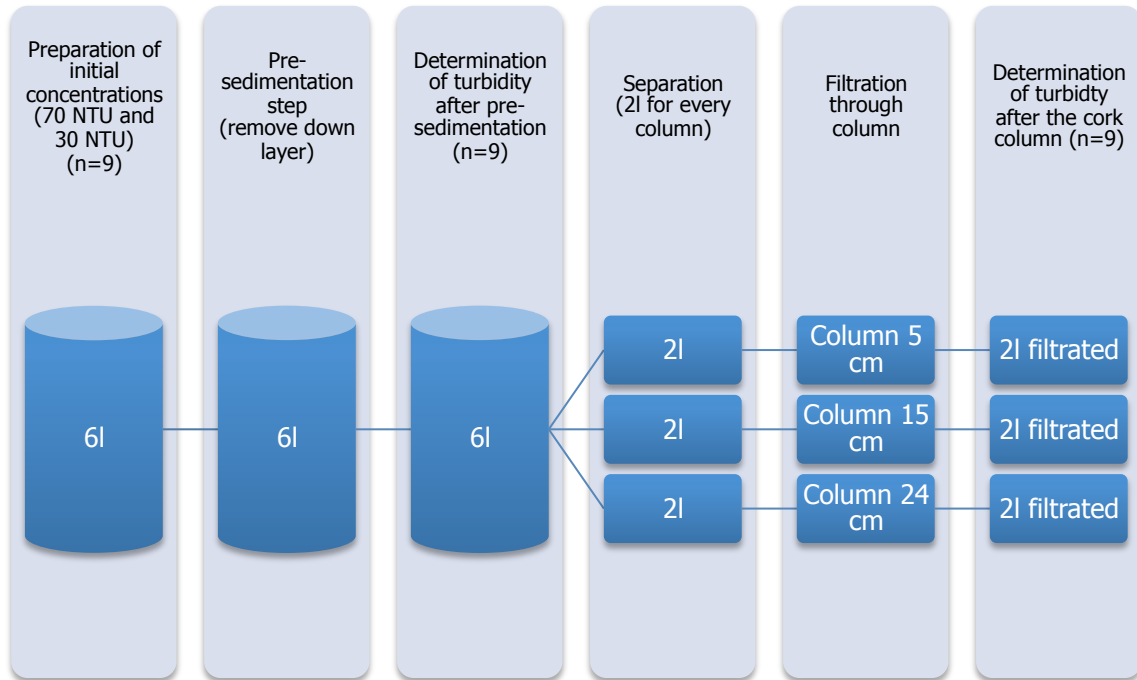 Preparation of
initial
concentrations
(70 NTU and
30 NTU)
(n=9)
Pre-
sedimentation
step
(remove down
layer)
Determination
of turbidity
after pre-
sedimentation
(n=9)
Separation
(2l for every
column)
Filtration
through
column
Determination
of turbidty
after the cork
column (n=9)
6l
6l
6l
2l
Column 5
cm
2l filtrated
2l
Column 15
cm
2l filtrated
2l
Column 24
cm
2l filtrated